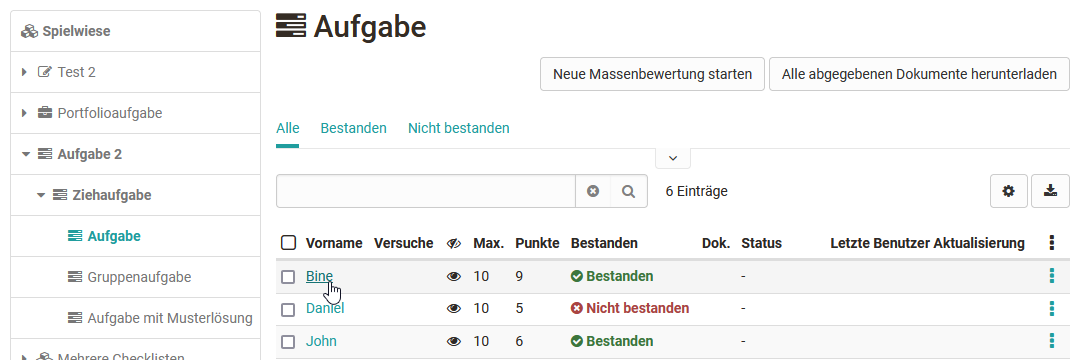 Spielwiese
Test 2
Portfolioaufgabe
Aufgabe 2
Ziehaufgabe
Aufgabe
Gruppenaufgabe
Aufgabe mit Musterlösung
Mehrere Checklisten
Aufgabe
Neue Massenbewertung starten Alle abgegebenen Dokumente herunterladen
Alle Bestanden Nicht bestanden
6 Einträge
Vorname Versuche Max. Punkte Bestanden Dok. Status Letzte Benutzer Aktualisierung
Bine 10 9 Bestanden -
Daniel 10 5 Nicht bestanden -
John 10 6 Bestanden -